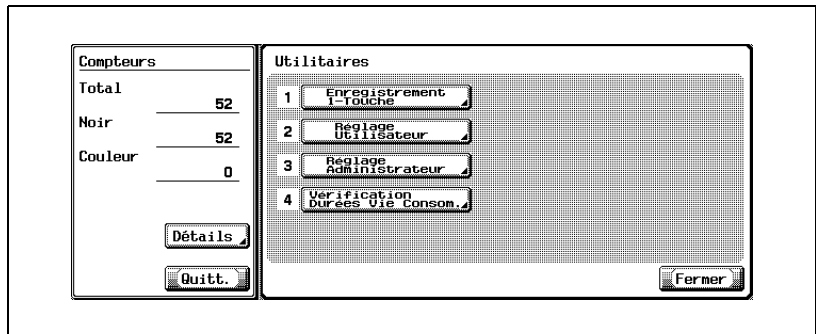 Compteurs
Total
52
Noir
52
Couleur
0
Détails
Quitt.
Utilitaires
1 Enregistrement
1-Touche
2 Réglage
Utilisateur
3 Réglage
Administrateur
4 Vérification
Durées Vie Consom.
Fermer